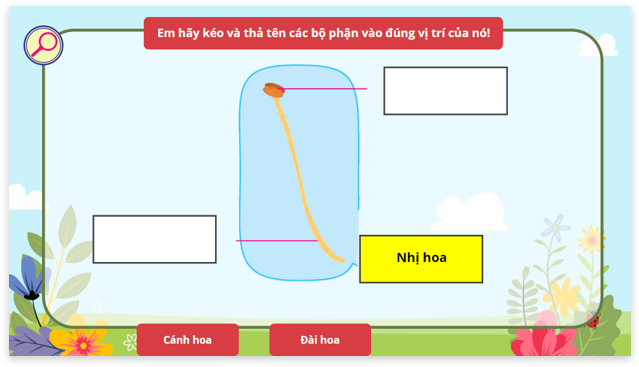 Em hãy kéo và thả tên các bộ phận vào đúng vị trí của nó!
Nhị hoa
Cánh hoa
Đài hoa